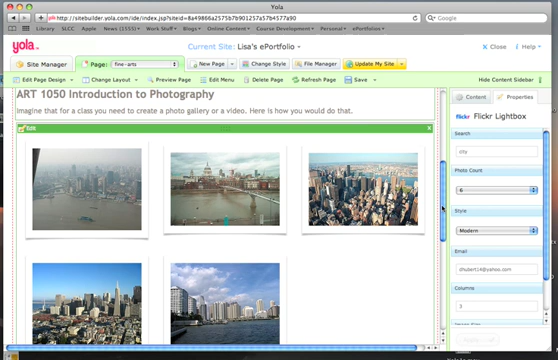 Yola
http://sitebuilder.yola.com/ide/index.jsp?siteid=8a49866a2575b7b901257a57b4577a90
Google
Library SLCC Apple News (1555) Work Blogs Online Content Course Development Personal ePortfolios
yola Current Site: Lisa's ePortfolio Close Help
Site Manager Page: fine-arts New Page Change Style File Manager Update My Site
Edit Page Design Change Layout Preview Page Edit Menu Delete Page Refresh Page Save Hide Content Sidebar
ART 1050 Introduction to Photography
Imagine that for a class you need to create a photo gallery or a video. Here is how you would do that.
Edit X
Content Properties
flickr Flickr Lightbox
Search
city
Photo Count
6
Style
Modern
Email
dhubert14@yahoo.com
Columns
3